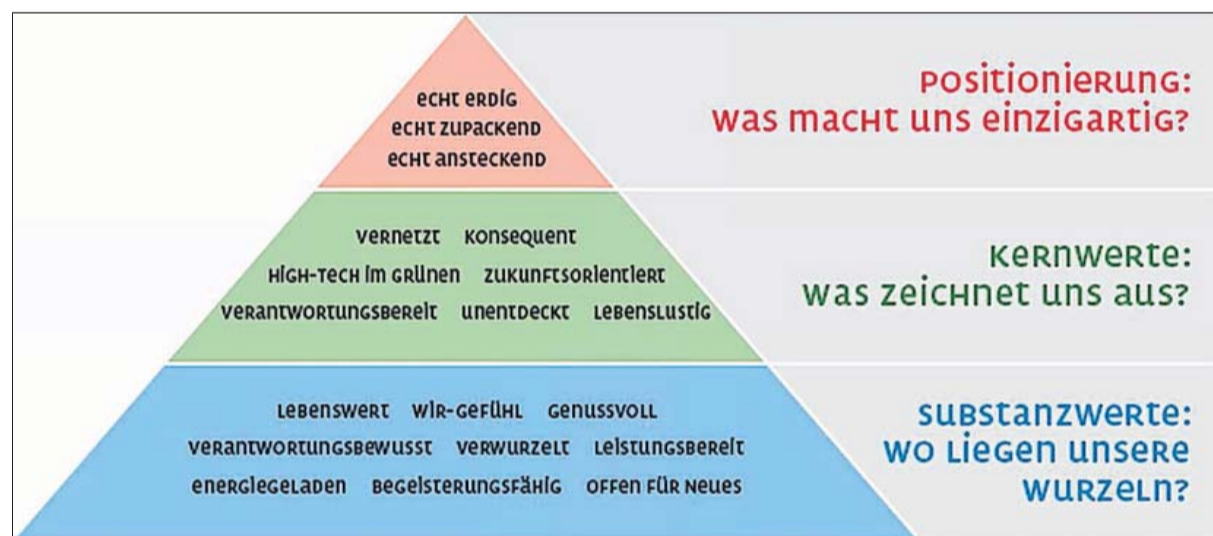 echt erdig
echt zupackend
echt ansteckend
Positionierung:
was macht uns einzigartig?
vernetzt konsequent
High-Tech im Grünen zukunftsorientiert
verantwortungsbereit unentdeckt lebenslustig
Kernwerte:
was zeichnet uns aus?
lebenswert Wir-Gefühl genussvoll
verantwortungsbewusst verwurzelt leistungsbereit
energiegeladen begeisterungsfähig offen für Neues
Substanzwerte:
wo liegen unsere
Wurzeln?